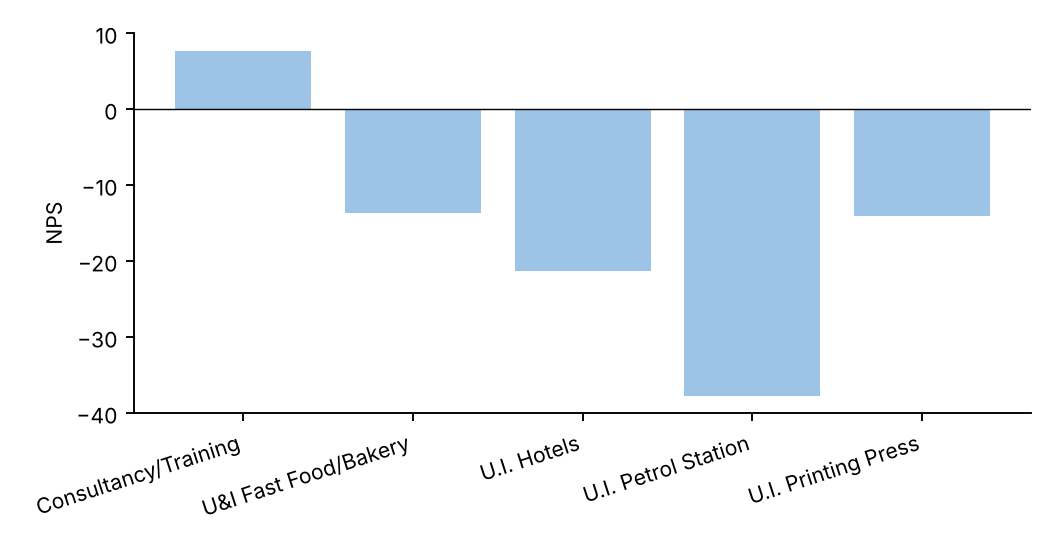 10
0
−10
−20
−30
−40
NPS
Consultancy/Training
U&I Fast Food/Bakery
U.I. Hotels
U.I. Petrol Station
U.I. Printing Press